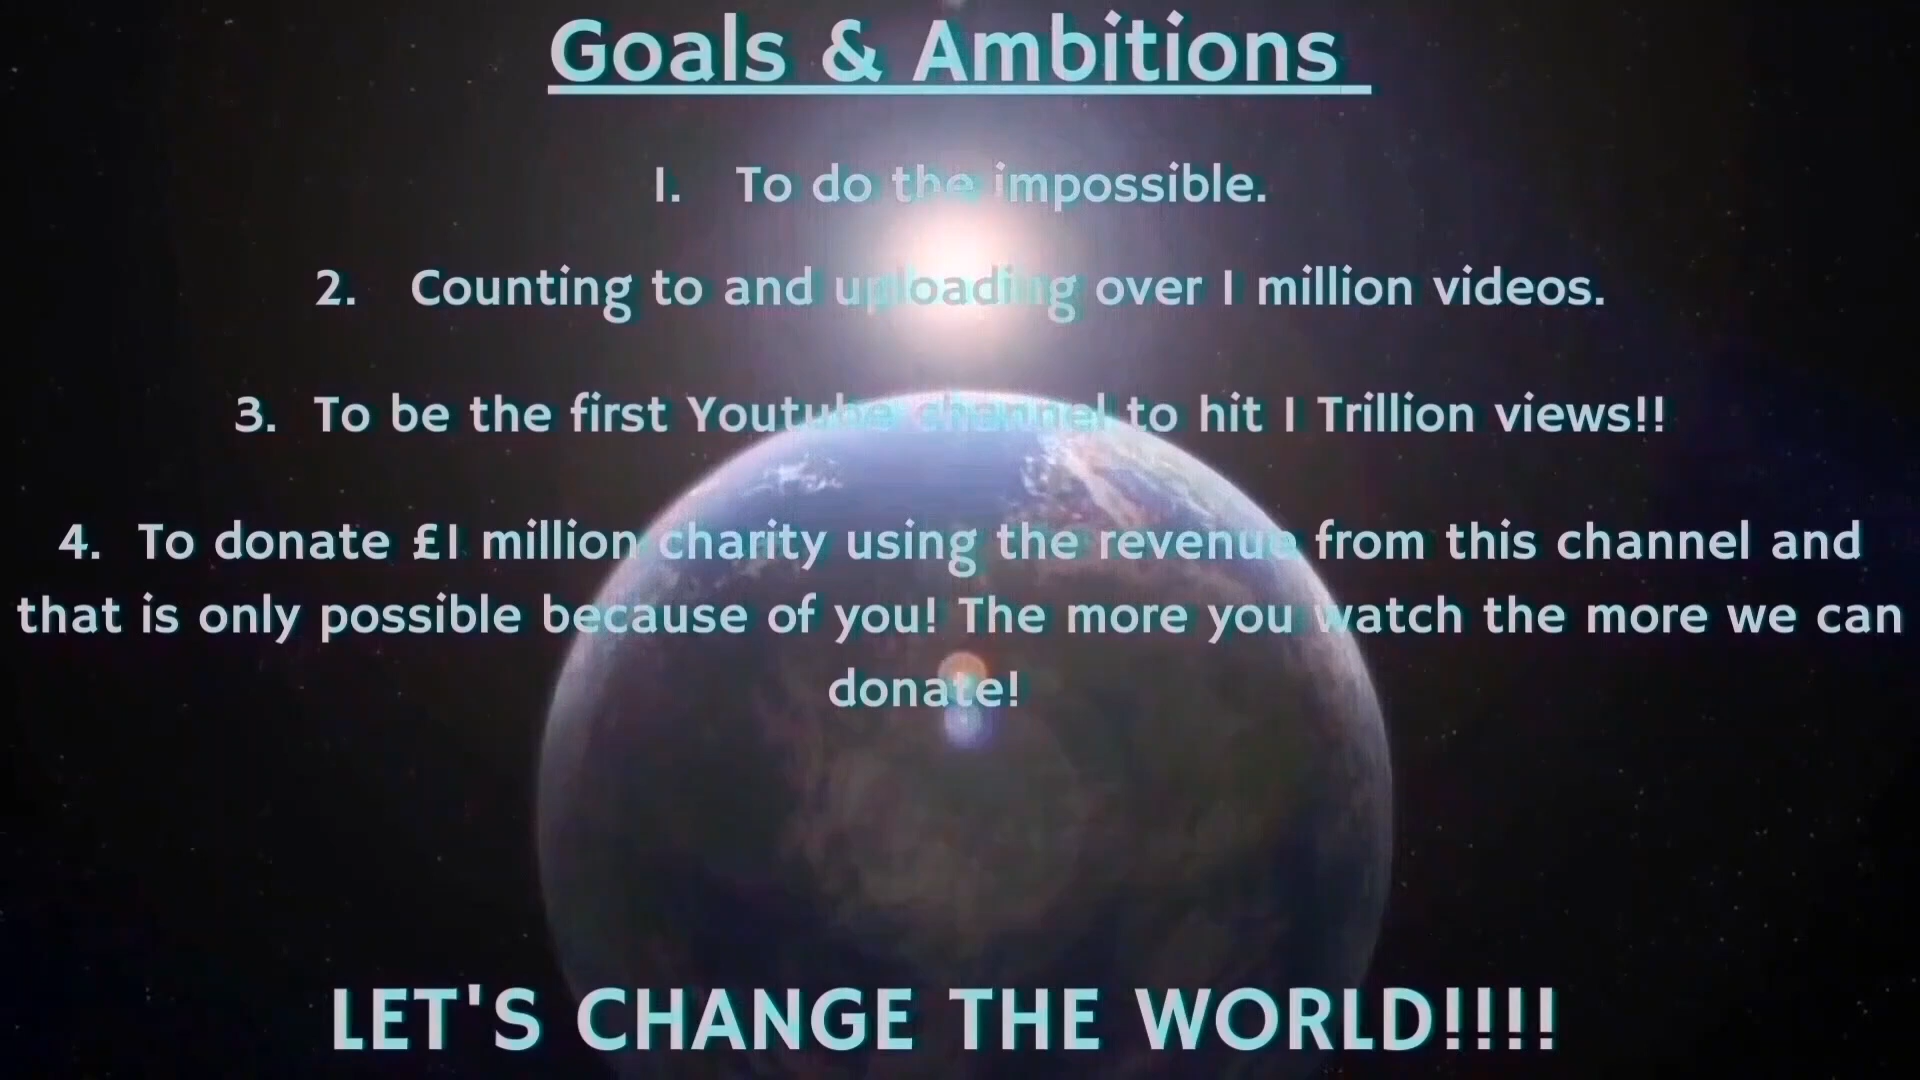 Goals & Ambitions
1. To do the impossible.
2. Counting to and uploading over 1 million videos.
3. To be the first Youtube channel to hit 1 Trillion views!!
4. To donate £1 million charity using the revenue from this channel and
that is only possible because of you! The more you watch the more we can
donate!
LET'S CHANGE THE WORLD!!!!